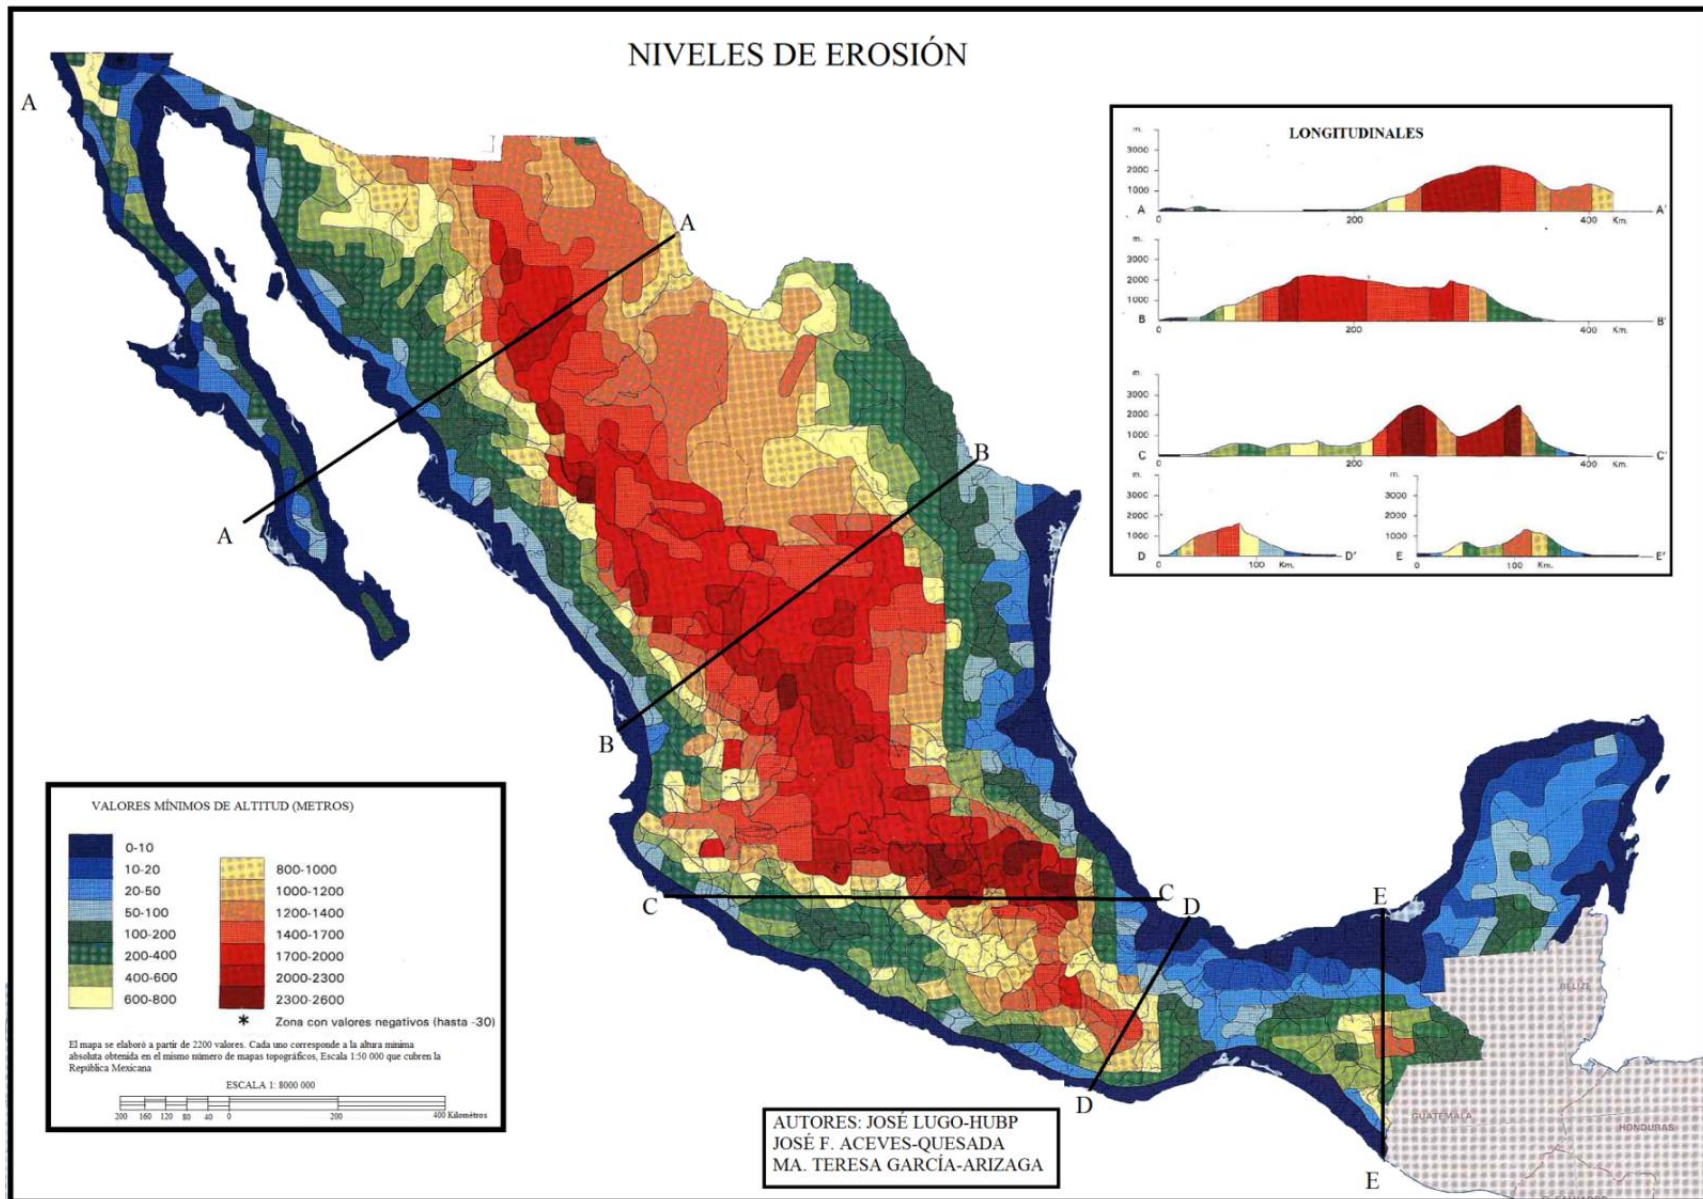 NIVELES DE EROSIÓN
A
A
A
B
B
C
C
D
D
E
E
LONGITUDINALES
m.
3000
2000
1000
A
0
200
400
Km.
A'
m.
3000
2000
1000
B
0
200
400
Km.
B'
m.
3000
2000
1000
C
0
200
400
Km.
C'
m.
3000
2000
1000
D
0
100
Km.
D'
m.
3000
2000
1000
E
0
100
Km.
E'
VALORES MÍNIMOS DE ALTITUD (METROS)
0-10
10-20
20-50
50-100
100-200
200-400
400-600
600-800
800-1000
1000-1200
1200-1400
1400-1700
1700-2000
2000-2300
2300-2600
* Zona con valores negativos (hasta -30)
El mapa se elaboró a partir de 2200 valores. Cada uno corresponde a la altura mínima
absoluta obtenida en el mismo número de mapas topográficos, Escala 1:50 000 que cubren la
República Mexicana
ESCALA 1: 8000 000
200 160 120 80 40 0 200 400 Kilométros
AUTORES: JOSÉ LUGO-HUBP
JOSÉ F. ACEVES-QUESADA
MA. TERESA GARCÍA-ARIZAGA
BELIZE
GUATEMALA
HONDURAS